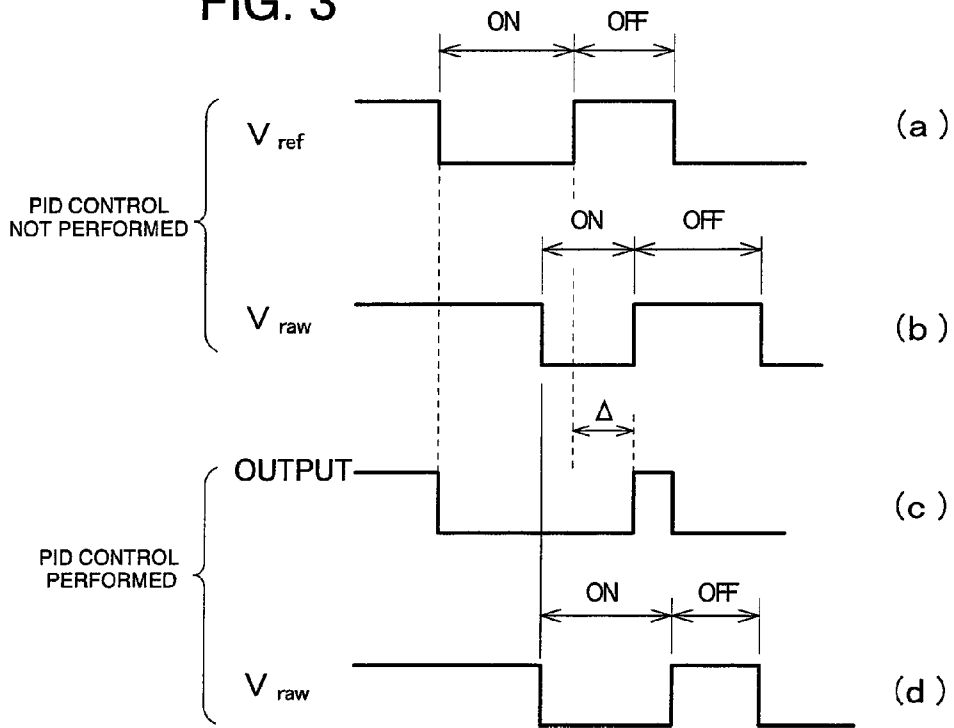 FIG. 3
ON OFF
V ref
(a)
PID CONTROL
NOT PERFORMED
ON OFF
V raw
(b)
Δ
OUTPUT
(c)
PID CONTROL
PERFORMED
ON OFF
V raw
(d)